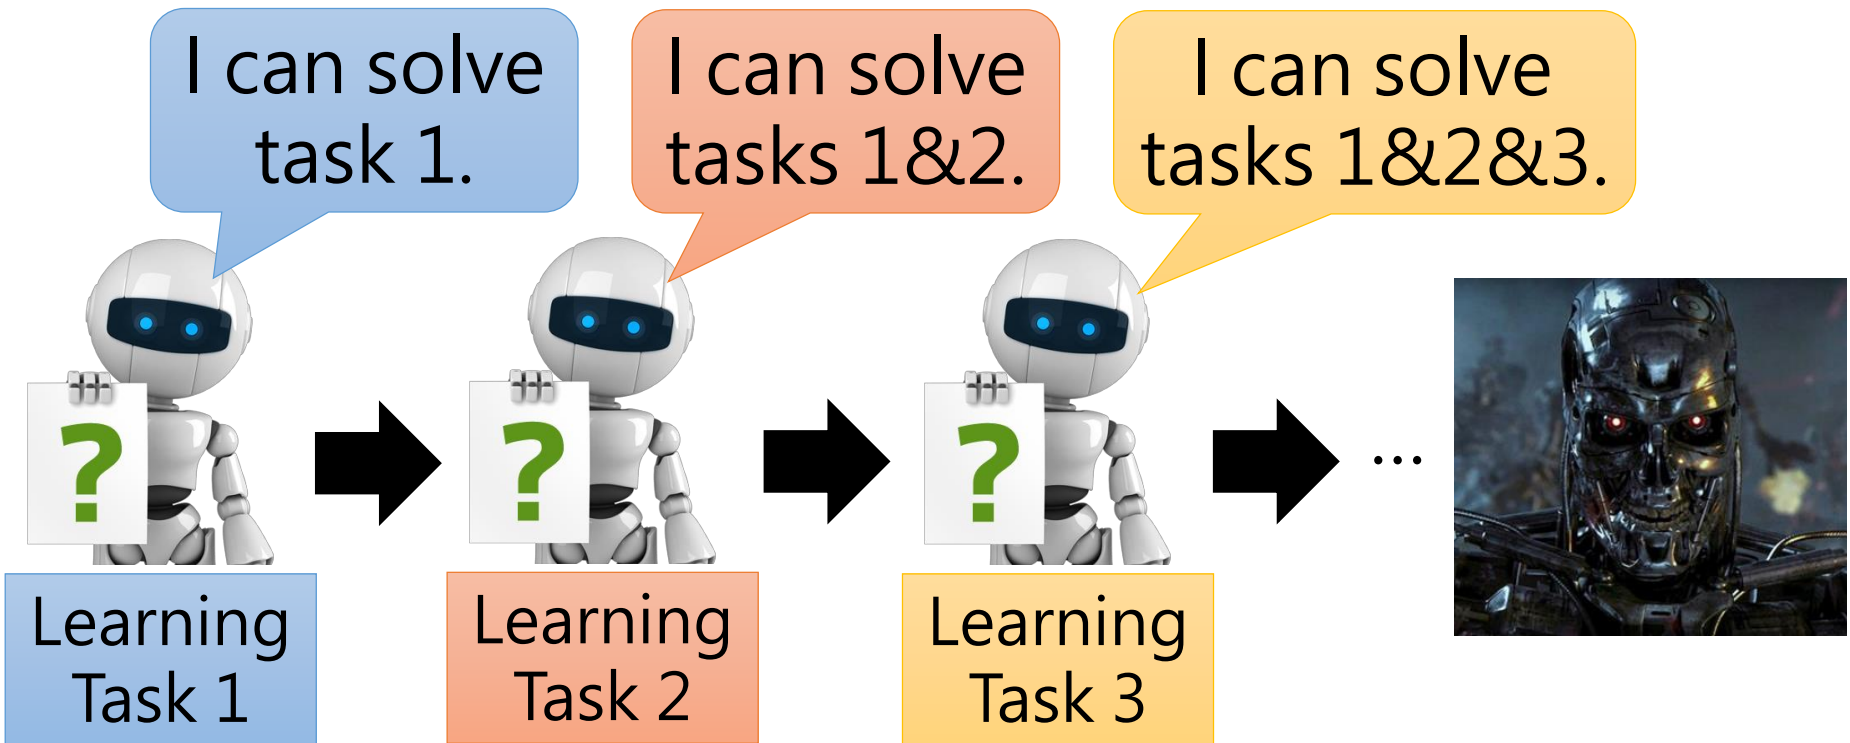 I can solve
task 1.
I can solve
tasks 1&2.
I can solve
tasks 1&2&3.
?
?
?
...
Learning
Task 1
Learning
Task 2
Learning
Task 3